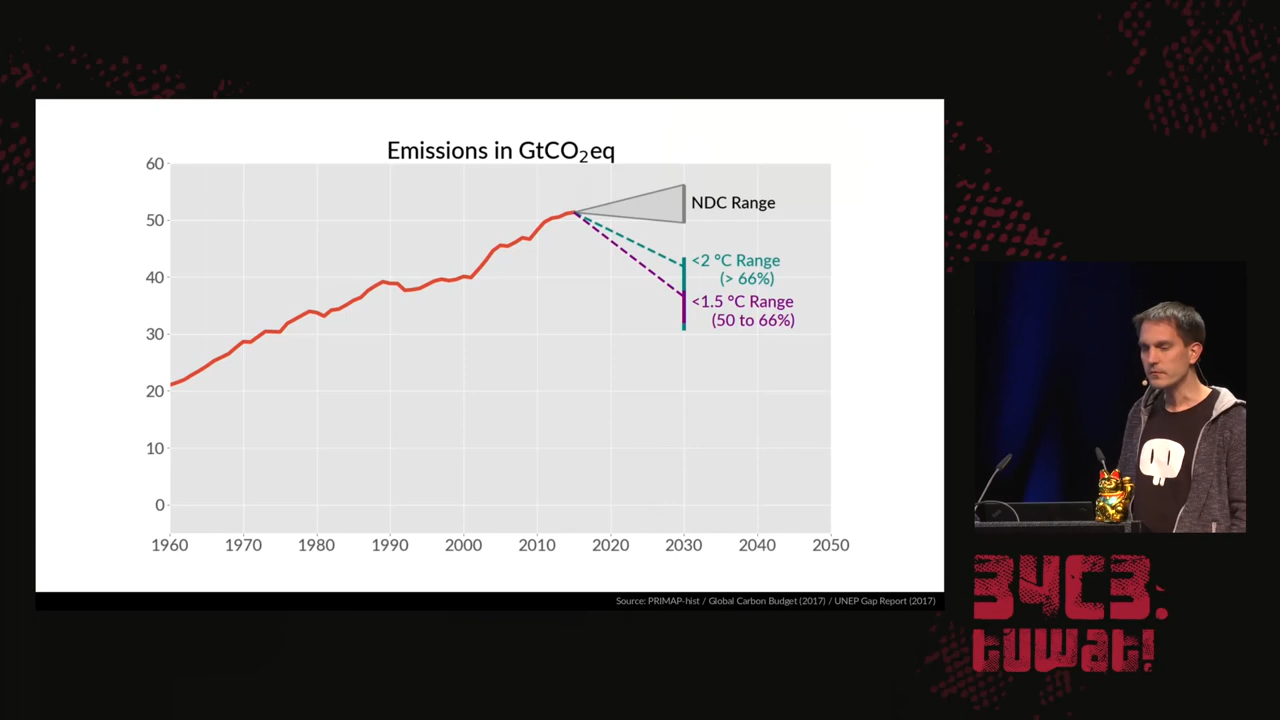 Emissions in GtCO₂eq
60
50
40
30
20
10
0
NDC Range
<2 °C Range
(> 66%)
<1.5 °C Range
(50 to 66%)
1960 1970 1980 1990 2000 2010 2020 2030 2040 2050
Source: PRIMAP-hist / Global Carbon Budget (2017) / UNEP Gap Report (2017)
34C3.
tuwat!